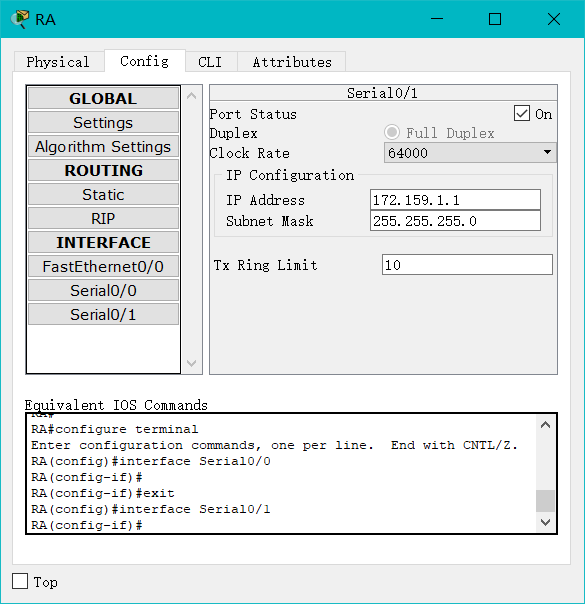 RA
Physical Config CLI Attributes
GLOBAL
Settings
Algorithm Settings
ROUTING
Static
RIP
INTERFACE
FastEthernet0/0
Serial0/0
Serial0/1
Serial0/1
Port Status On
Duplex Full Duplex
Clock Rate 64000
IP Configuration
IP Address 172.159.1.1
Subnet Mask 255.255.255.0
Tx Ring Limit 10
Equivalent IOS Commands
RA#
RA#configure terminal
Enter configuration commands, one per line.  End with CNTL/Z.
RA(config)#interface Serial0/0
RA(config-if)#
RA(config-if)#exit
RA(config)#interface Serial0/1
RA(config-if)#
Top